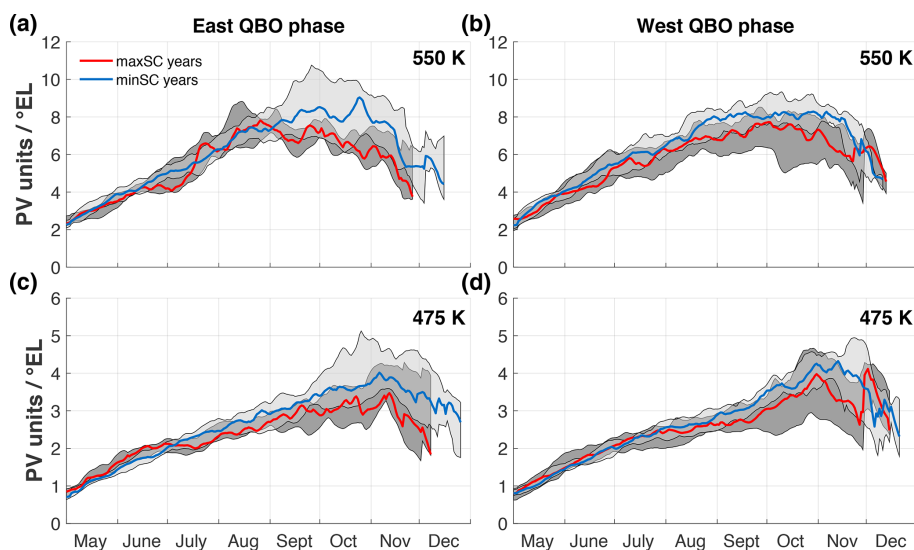 (a) East QBO phase
(b) West QBO phase
12
10
8
6
4
2
0
PV units / °EL
maxSC years
minSC years
550 K
12
10
8
6
4
2
0
550 K
(c)
(d)
6
5
4
3
2
1
0
PV units / °EL
475 K
6
5
4
3
2
1
0
475 K
May June July Aug Sept Oct Nov Dec
May June July Aug Sept Oct Nov Dec